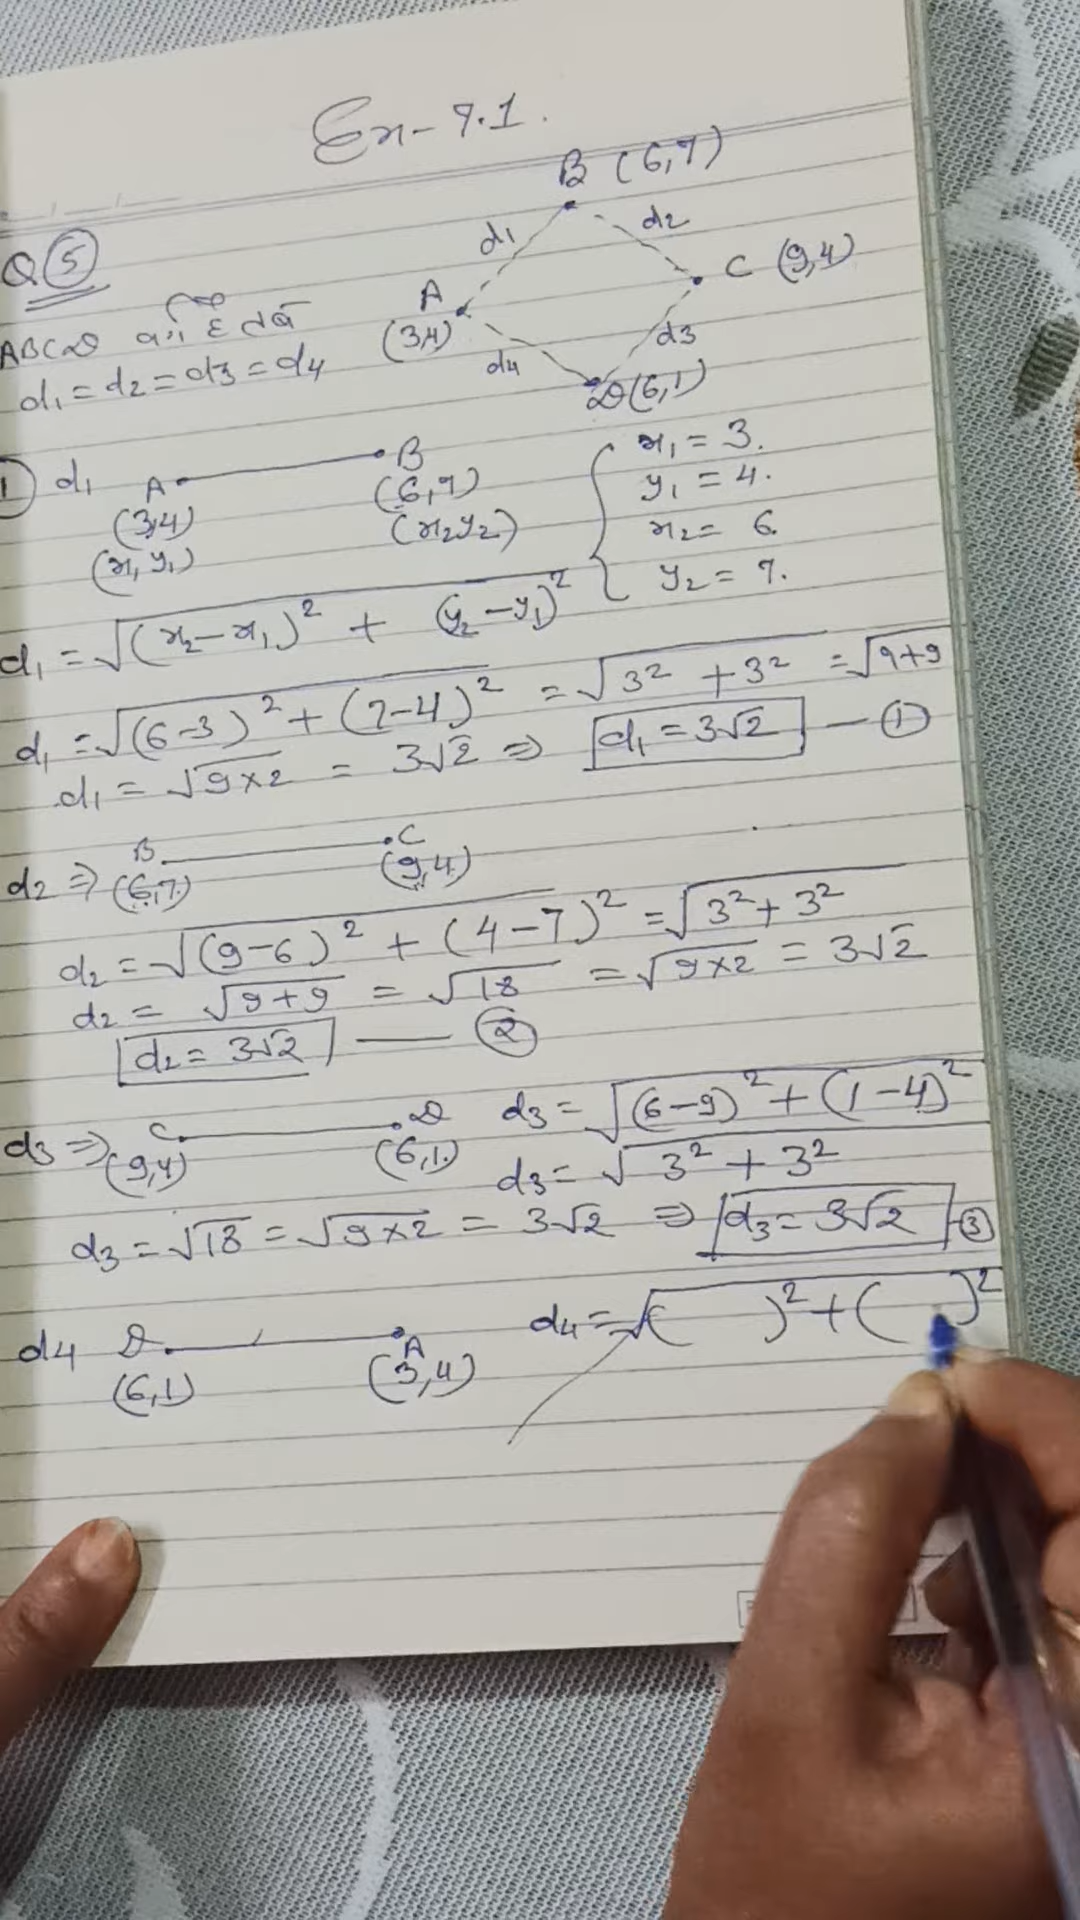 Ex-7.1.
B (6,7)
d1 d2
Q 5
C (9,4)
A
(3,4)
d3
d4
D(6,1)
ABCD वर्ग है तब
d1 = d2 = d3 = d4
1 d1 A B
(3,4) (6,7)
(x1 y1) (x2 y2)
x1 = 3.
y1 = 4.
x2 = 6
y2 = 7.
d1 = √(x2-x1)² + (y2-y1)²
d1 = √(6-3)² + (7-4)² = √3² + 3² = √9+9
d1 = √9×2 = 3√2 ⇒ d1 = 3√2 — 1
d2 ⇒ B C
(6,7) (9,4)
d2 = √(9-6)² + (4-7)² = √3² + 3²
d2 = √9+9 = √18 = √9×2 = 3√2
d2 = 3√2 — 2
d3 ⇒ C D d3 = √(6-9)² + (1-4)²
(9,4) (6,1) d3 = √3² + 3²
d3 = √18 = √9×2 = 3√2 ⇒ d3 = 3√2 - 3
d4 D A d4 = √( )² + ( )²
(6,1) (3,4)